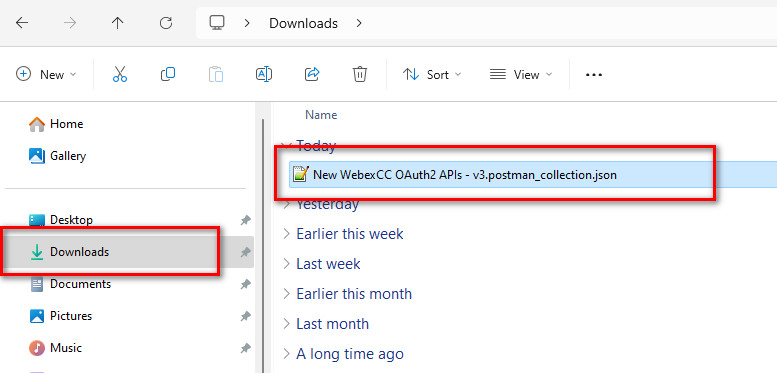 Downloads
New
Sort
View
Name
Home
Gallery
Desktop
Downloads
Documents
Pictures
Music
Today
New WebexCC OAuth2 APIs - v3.postman_collection.json
Yesterday
Earlier this week
Last week
Earlier this month
Last month
A long time ago